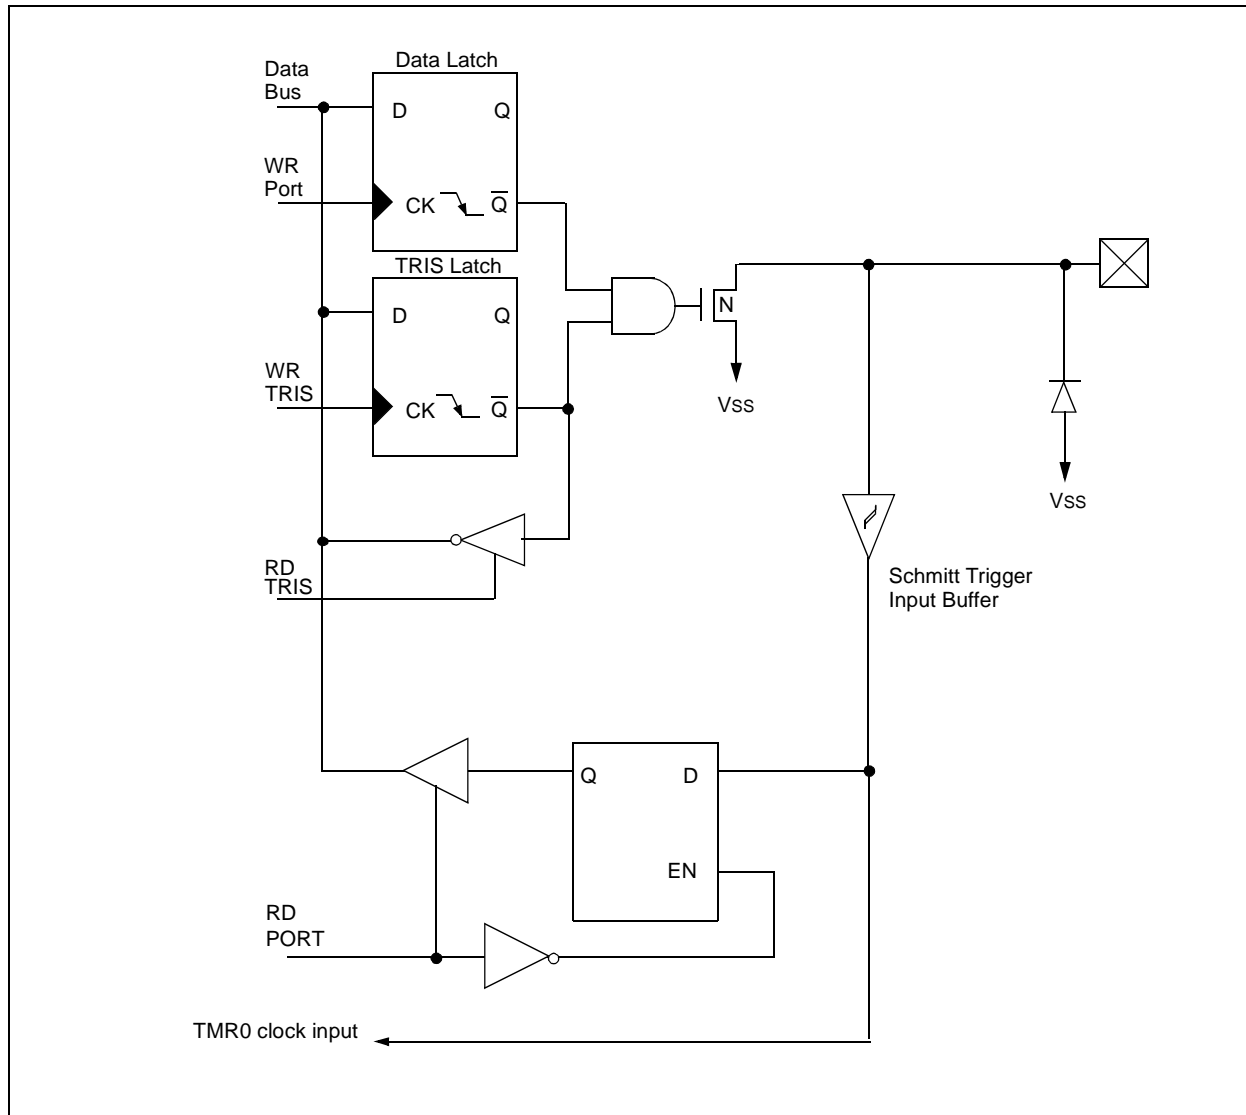 Data Latch
Data
Bus
D
Q
WR
Port
CK
Q̅
TRIS Latch
D
Q
N
WR
TRIS
CK
Q̅
VSS
VSS
RD
TRIS
Schmitt Trigger
Input Buffer
Q
D
EN
RD
PORT
TMR0 clock input